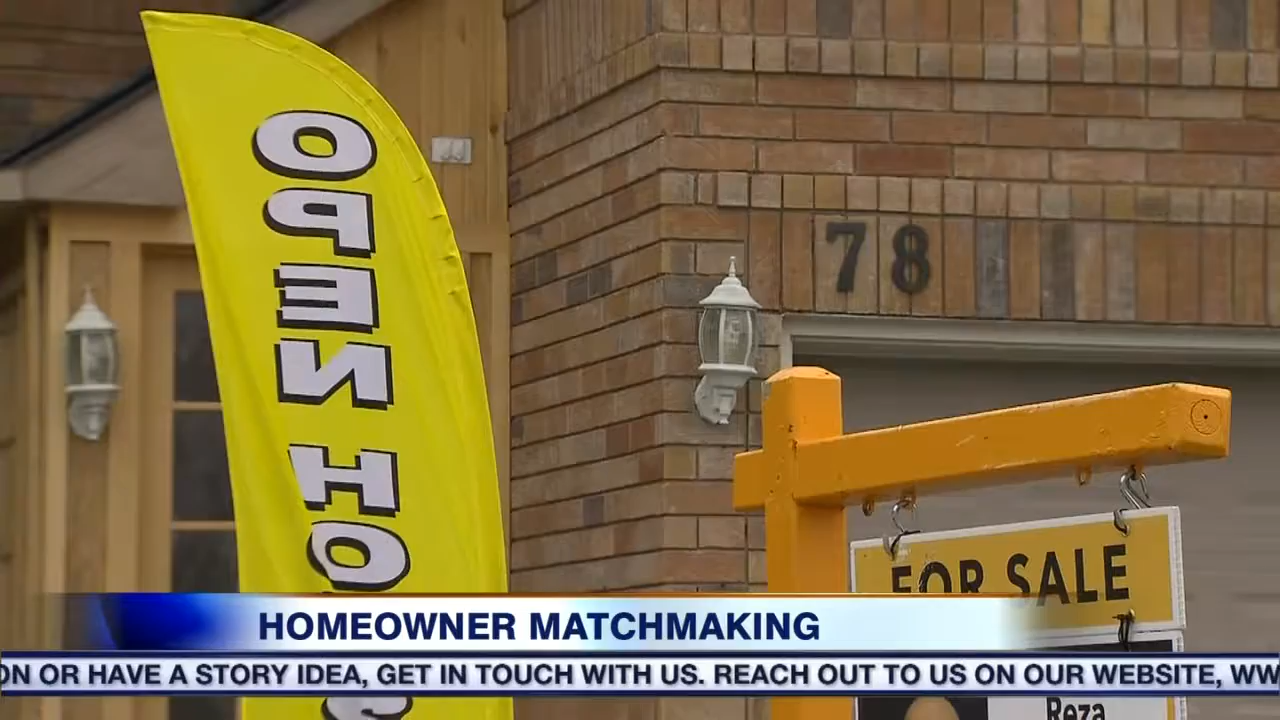 OPEN HO
78
FOR SALE
HOMEOWNER MATCHMAKING
ON OR HAVE A STORY IDEA, GET IN TOUCH WITH US. REACH OUT TO US ON OUR WEBSITE, WW
Reza